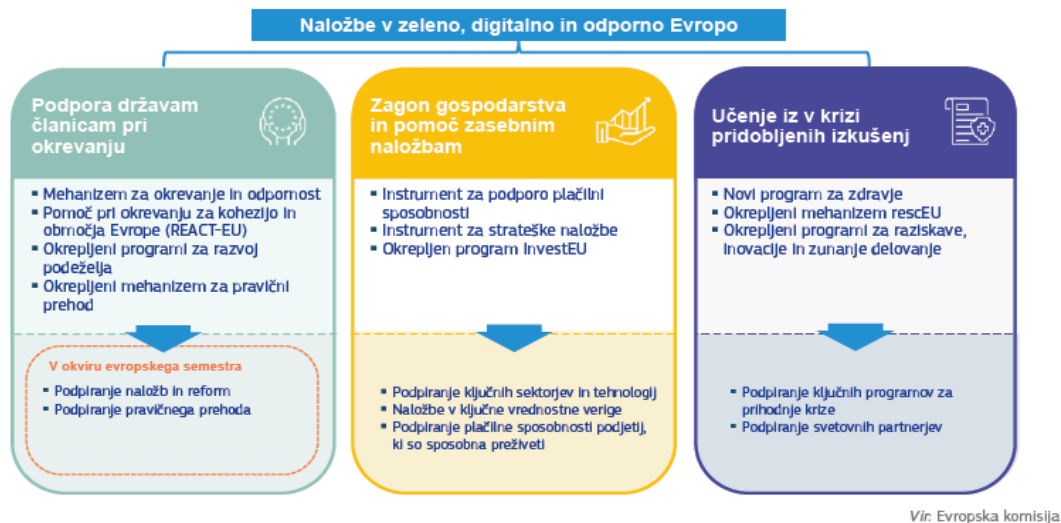 Naložbe v zeleno, digitalno in odporno Evropo
Podpora državam
članicam pri
okrevanju
▪ Mehanizem za okrevanje in odpornost
▪ Pomoč pri okrevanju za kohezijo in
območja Evrope (REACT-EU)
▪ Okrepljeni programi za razvoj
podeželja
▪ Okrepljeni mehanizem za pravični
prehod
V okviru evropskega semestra
▪ Podpiranje naložb in reform
▪ Podpiranje pravičnega prehoda
Zagon gospodarstva
in pomoč zasebnim
naložbam
▪ Instrument za podporo plačilni
sposobnosti
▪ Instrument za strateške naložbe
▪ Okrepljen program InvestEU
▪ Podpiranje ključnih sektorjev in tehnologij
▪ Naložbe v ključne vrednostne verige
▪ Podpiranje plačilne sposobnosti podjetij,
ki so sposobna preživeti
Učenje iz v krizi
pridobljenih izkušenj
▪ Novi program za zdravje
▪ Okrepljeni mehanizem rescEU
▪ Okrepljeni programi za raziskave,
inovacije in zunanje delovanje
▪ Podpiranje ključnih programov za
prihodnje krize
▪ Podpiranje svetovnih partnerjev
Vir: Evropska komisija